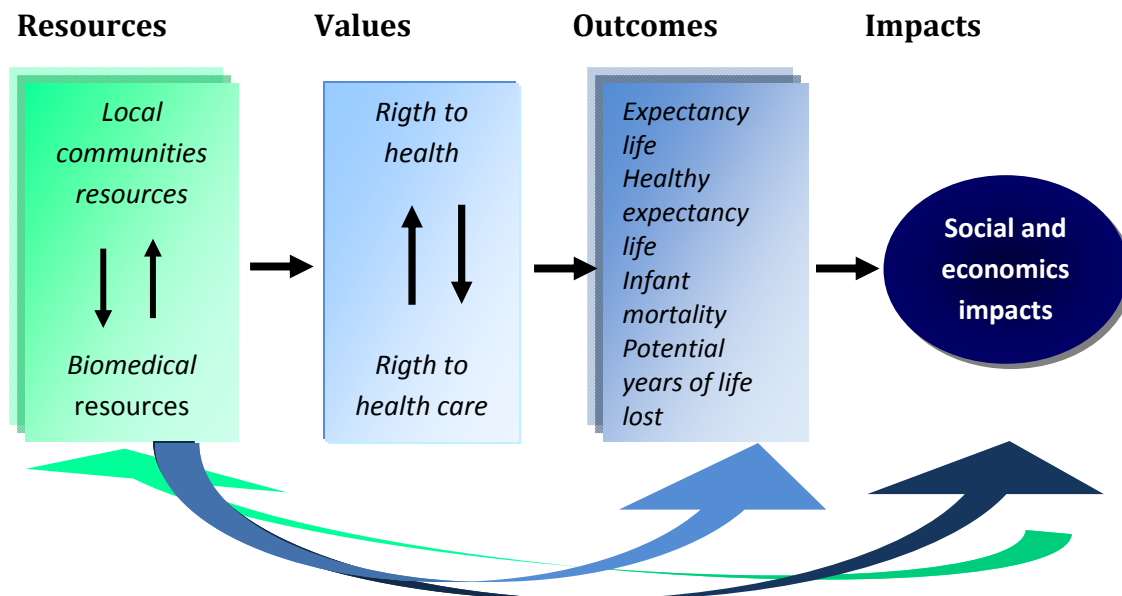 Resources
Values
Outcomes
Impacts
Local
communities
resources
Biomedical
resources
Rigth to
health
Rigth to
health care
Expectancy
life
Healthy
expectancy
life
Infant
mortality
Potential
years of life
lost
Social and
economics
impacts